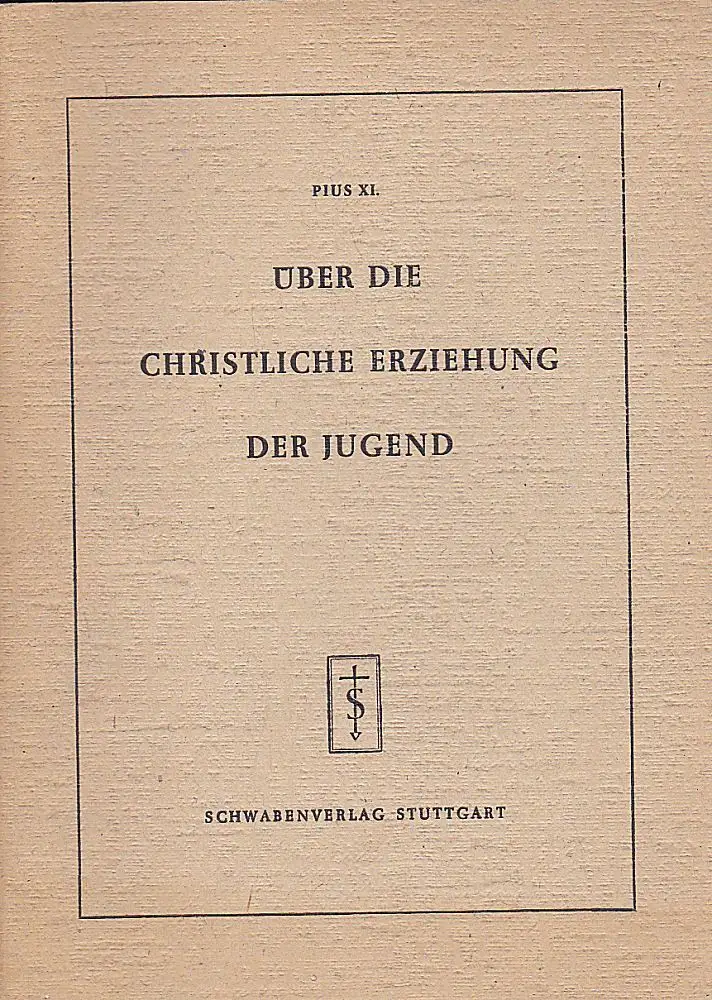 PIUS XI.
ÜBER DIE
CHRISTLICHE ERZIEHUNG
DER JUGEND
S
SCHWABENVERLAG STUTTGART